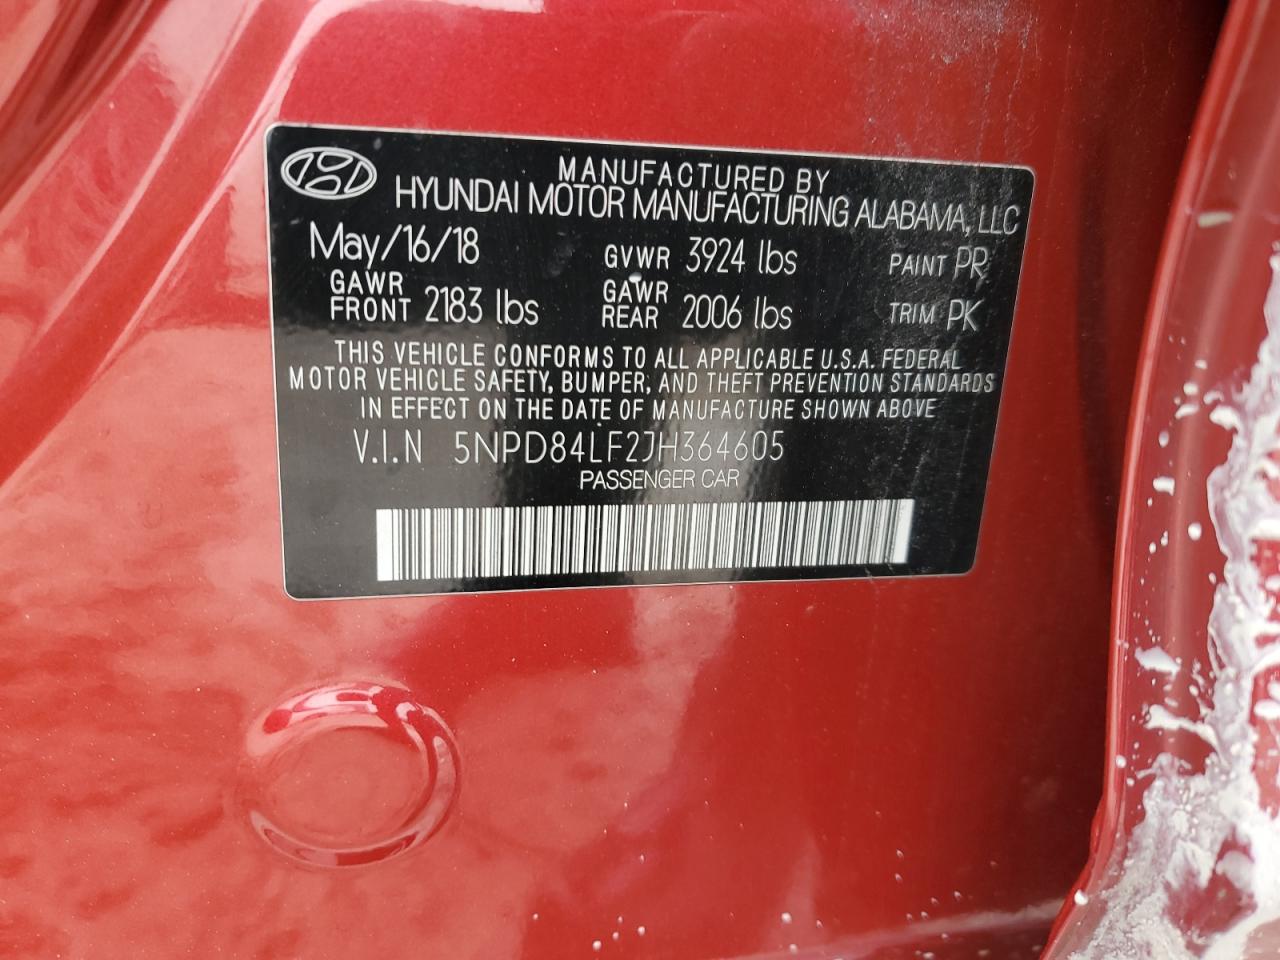 MANUFACTURED BY
HYUNDAI MOTOR MANUFACTURING ALABAMA, LLC
May/16/18 GVWR 3924 lbs PAINT PR
GAWR FRONT 2183 lbs GAWR REAR 2006 lbs TRIM PK
THIS VEHICLE CONFORMS TO ALL APPLICABLE U.S.A. FEDERAL
MOTOR VEHICLE SAFETY, BUMPER, AND THEFT PREVENTION STANDARDS
IN EFFECT ON THE DATE OF MANUFACTURE SHOWN ABOVE
V.I.N 5NPD84LF2JH364605
PASSENGER CAR